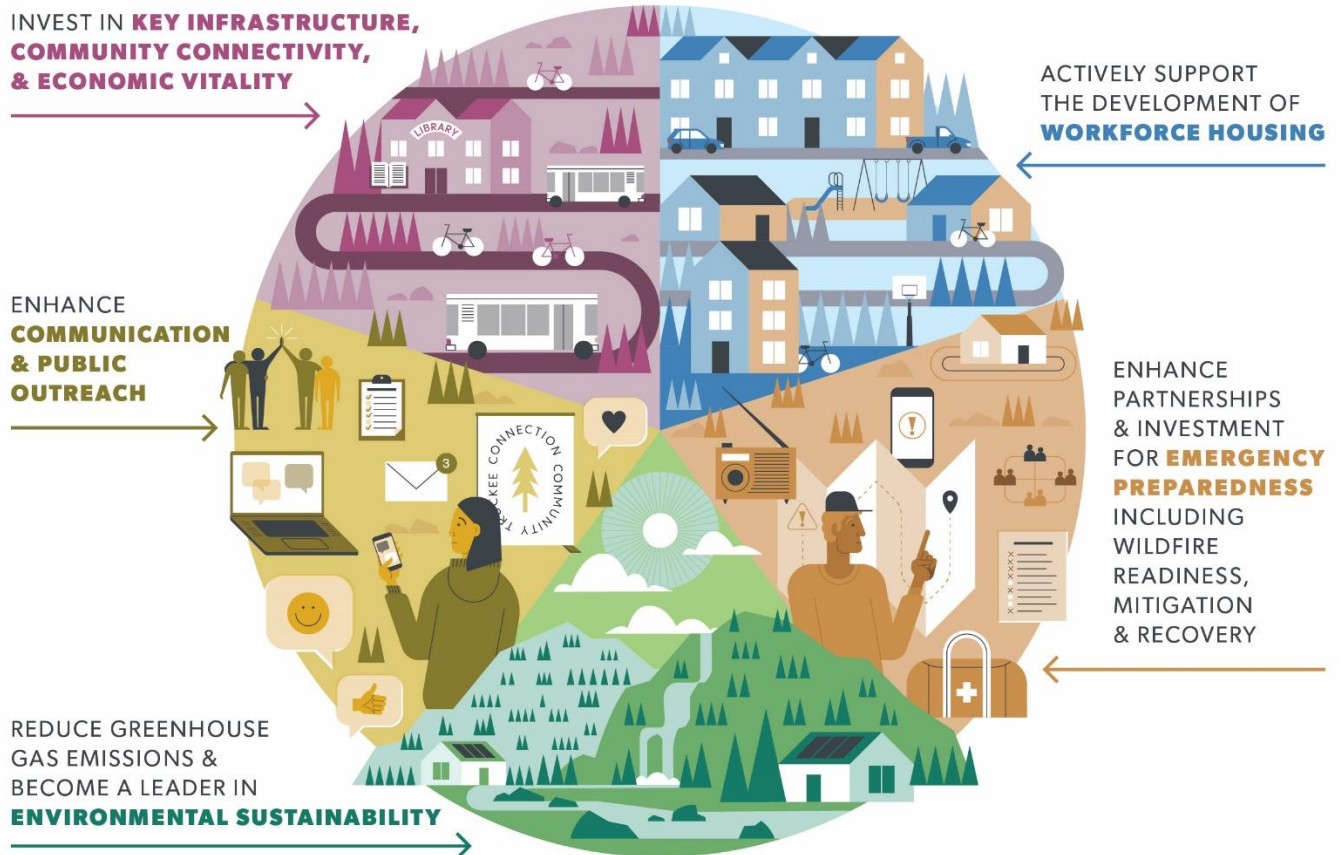 INVEST IN KEY INFRASTRUCTURE,
COMMUNITY CONNECTIVITY,
& ECONOMIC VITALITY
LIBRARY
ACTIVELY SUPPORT
THE DEVELOPMENT OF
WORKFORCE HOUSING
ENHANCE
COMMUNICATION
& PUBLIC
OUTREACH
3
TRUCKEE CONNECTION COMMUNITY
ENHANCE
PARTNERSHIPS
& INVESTMENT
FOR EMERGENCY
PREPAREDNESS
INCLUDING
WILDFIRE
READINESS,
MITIGATION
& RECOVERY
REDUCE GREENHOUSE
GAS EMISSIONS &
BECOME A LEADER IN
ENVIRONMENTAL SUSTAINABILITY